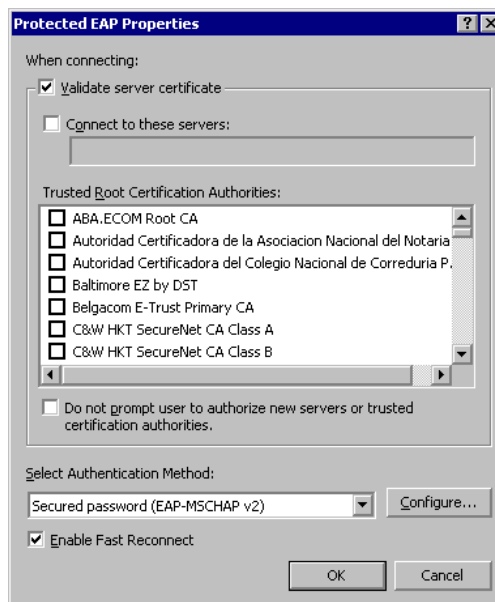 Protected EAP Properties
When connecting:
Validate server certificate
Connect to these servers:
Trusted Root Certification Authorities:
ABA.ECOM Root CA
Autoridad Certificadora de la Asociacion Nacional del Notaria
Autoridad Certificadora del Colegio Nacional de Correduria P.
Baltimore EZ by DST
Belgacom E-Trust Primary CA
C&W HKT SecureNet CA Class A
C&W HKT SecureNet CA Class B
Do not prompt user to authorize new servers or trusted
certification authorities.
Select Authentication Method:
Secured password (EAP-MSCHAP v2)
Configure...
Enable Fast Reconnect
OK
Cancel